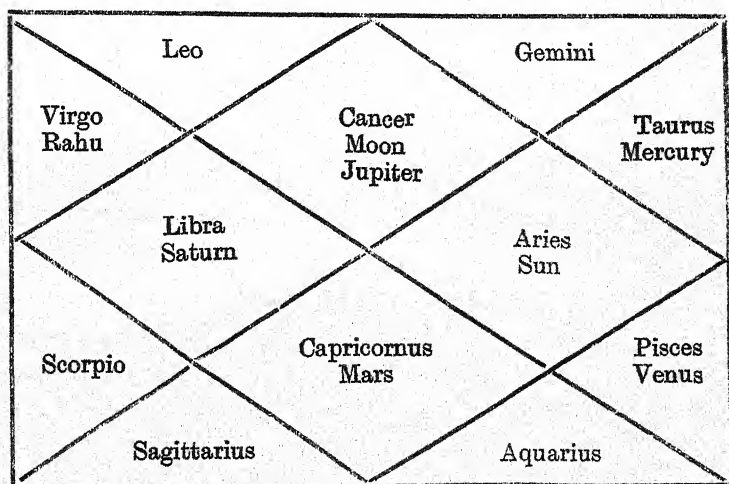 Leo
Gemini
Virgo
Rahu
Cancer
Moon
Jupiter
Taurus
Mercury
Libra
Saturn
Aries
Sun
Scorpio
Capricornus
Mars
Pisces
Venus
Sagittarius
Aquarius